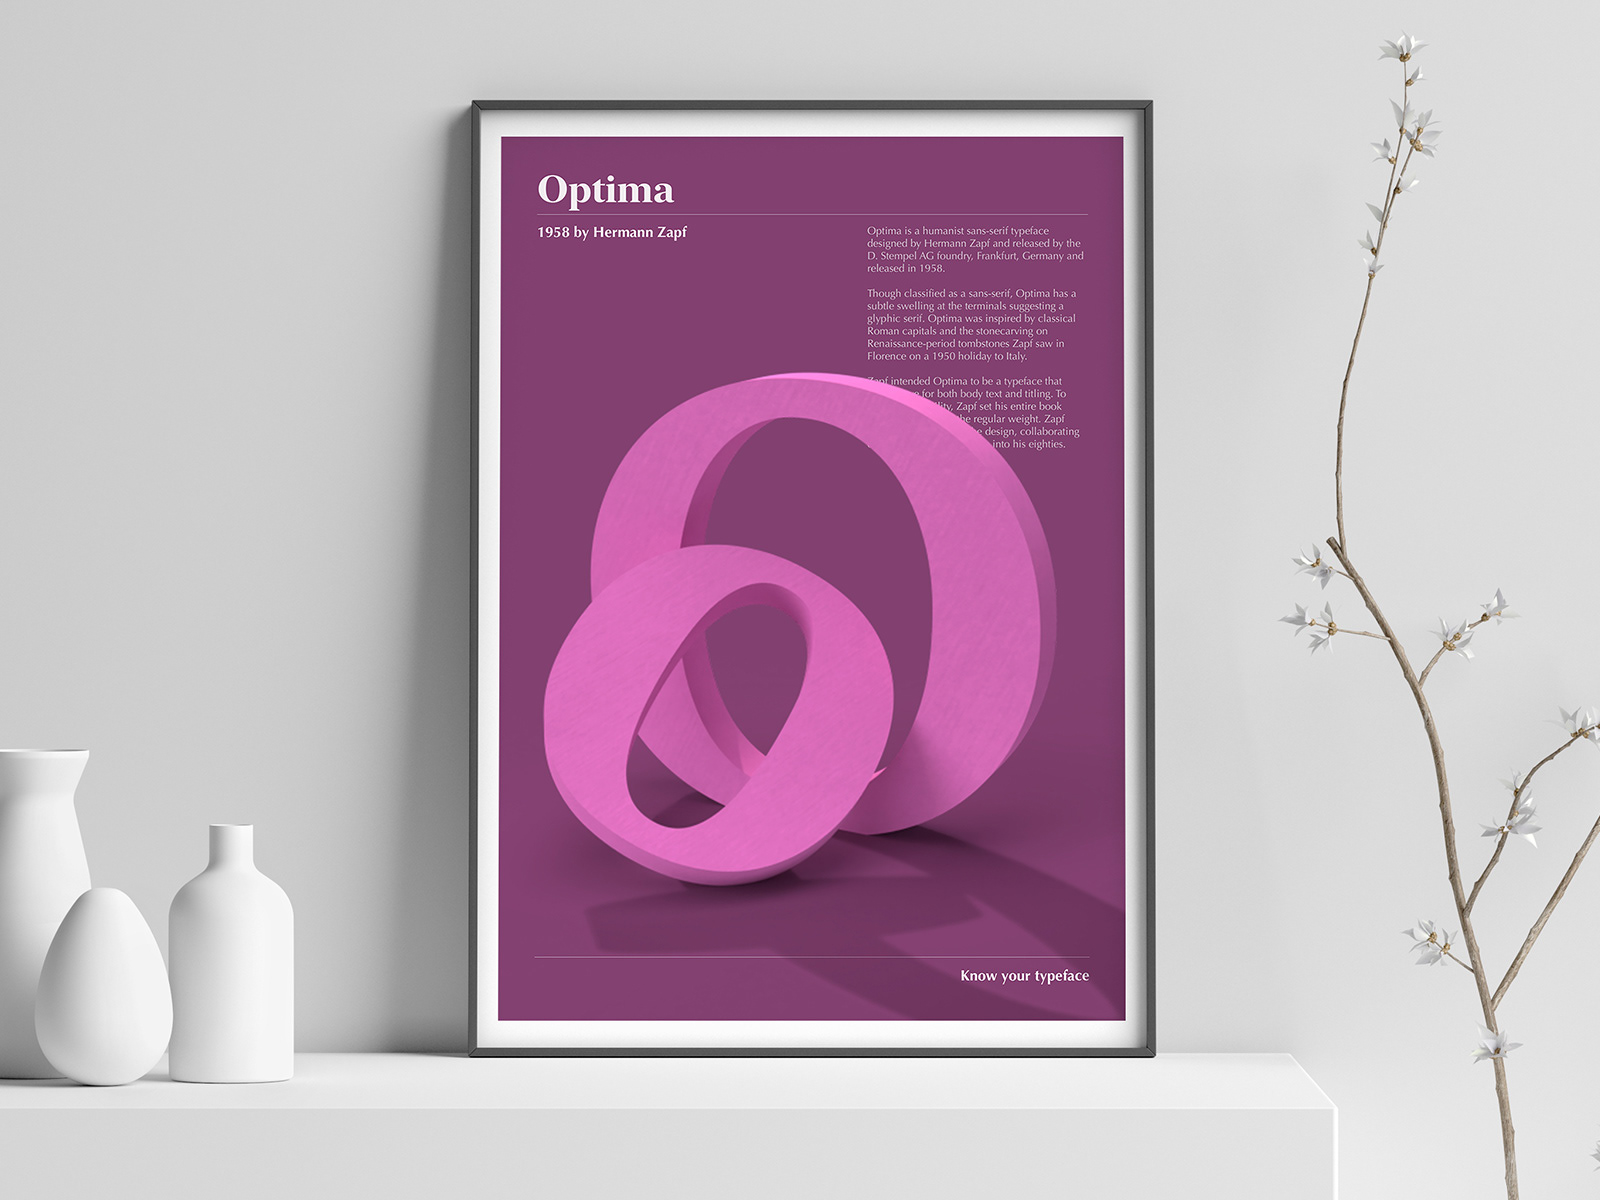 Optima
1958 by Hermann Zapf
Optima is a humanist sans-serif typeface
designed by Hermann Zapf and released by the
D. Stempel AG foundry, Frankfurt, Germany and
released in 1958.
Though classified as a sans-serif, Optima has a
subtle swelling at the terminals suggesting a
glyphic serif. Optima was inspired by classical
Roman capitals and the stonecarving on
Renaissance-period tombstones Zapf saw in
Florence on a 1950 holiday to Italy.
Zapf intended Optima to be a typeface that
for both body text and titling. To
Zapf set his entire book
regular weight. Zapf
design, collaborating
into his eighties.
Know your typeface